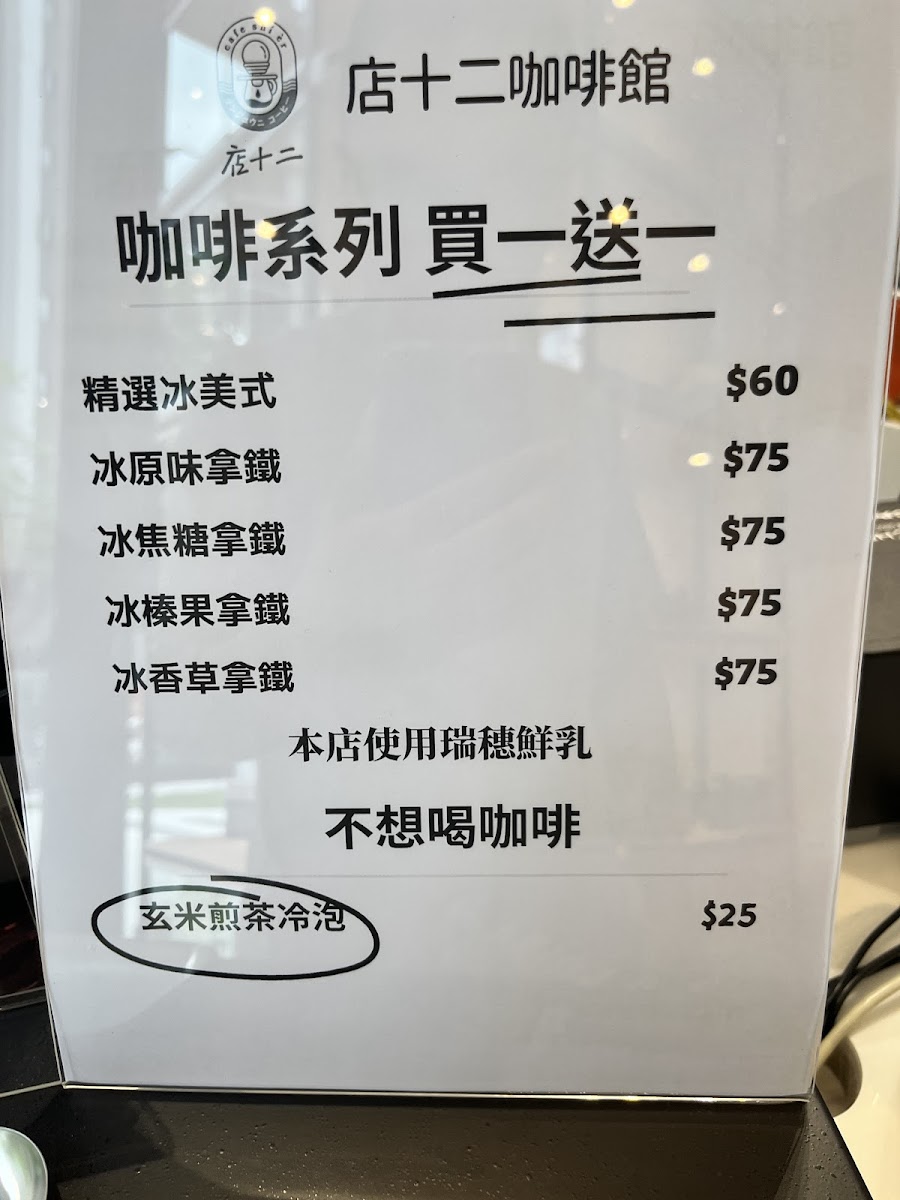 cafe shi èr
店十二
店十二咖啡館
咖啡系列 買一送一
精選冰美式 $60
冰原味拿鐵 $75
冰焦糖拿鐵 $75
冰榛果拿鐵 $75
冰香草拿鐵 $75
本店使用瑞穗鮮乳
不想喝咖啡
玄米煎茶冷泡 $25